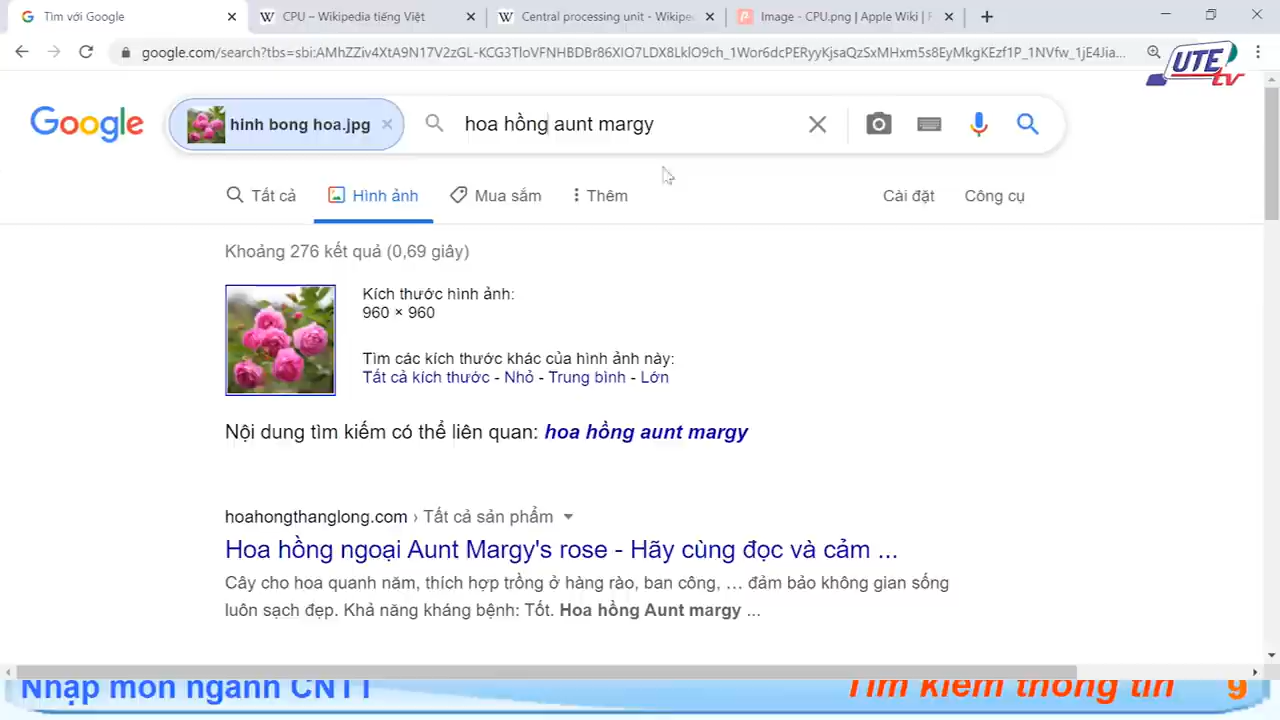 Tìm với Google
CPU – Wikipedia tiếng Việt
Central processing unit - Wikipe
Image - CPU.png | Apple Wiki | F
google.com/search?tbs=sbi:AMhZZiv4XtA9N17V2zGL-KCG3TloVFNHBDBr86XIO7LDX8LklO9ch_1Wor6dcPERyyKjsaQzSxMHxm5s8EyMkgKEzf1P_1NVfw_1jE4Jia...
UTE tv
Google
hinh bong hoa.jpg
hoa hồng aunt margy
Tất cả
Hình ảnh
Mua sắm
Thêm
Cài đặt
Công cụ
Khoảng 276 kết quả (0,69 giây)
Kích thước hình ảnh:
960 × 960
Tìm các kích thước khác của hình ảnh này:
Tất cả kích thước - Nhỏ - Trung bình - Lớn
Nội dung tìm kiếm có thể liên quan: hoa hồng aunt margy
hoahongthanglong.com › Tất cả sản phẩm
Hoa hồng ngoại Aunt Margy's rose - Hãy cùng đọc và cảm ...
Cây cho hoa quanh năm, thích hợp trồng ở hàng rào, ban công, … đảm bảo không gian sống
luôn sạch đẹp. Khả năng kháng bệnh: Tốt. Hoa hồng Aunt margy ...
Nhập môn ngành CNTT
Tìm kiếm thông tin
9